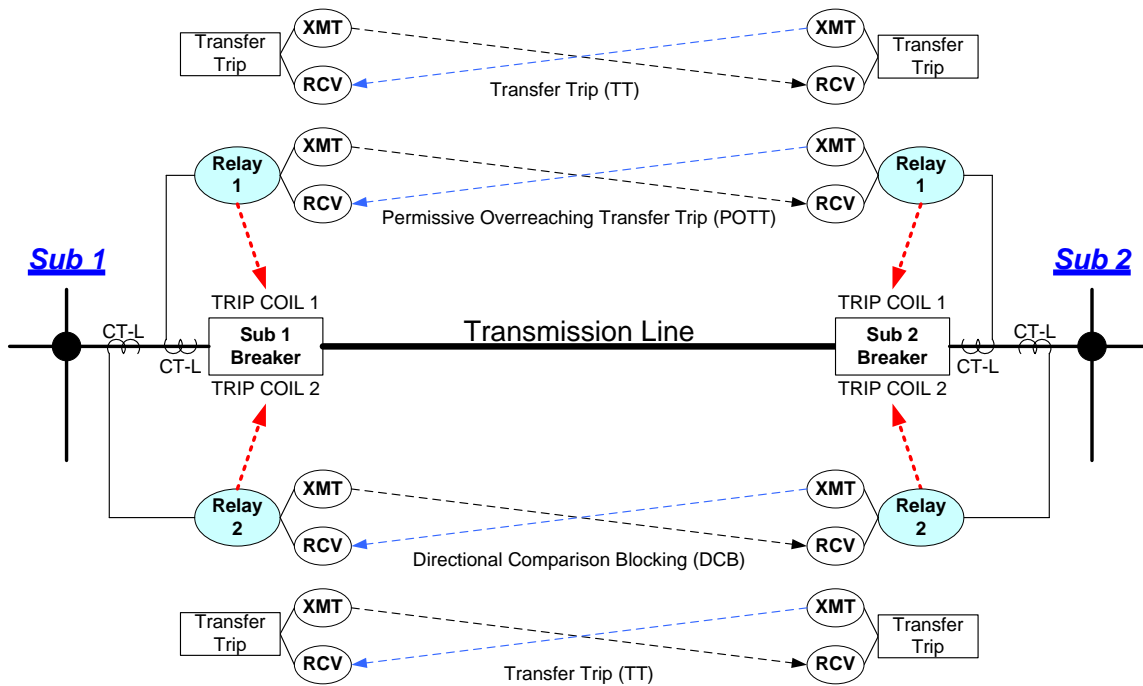 XMT
XMT
Transfer
Trip
Transfer
Trip
RCV
RCV
Transfer Trip (TT)
XMT
XMT
Relay
1
Relay
1
RCV
RCV
Permissive Overreaching Transfer Trip (POTT)
Sub 1
Sub 2
TRIP COIL 1
TRIP COIL 1
CT-L
CT-L
Sub 1
Breaker
Transmission Line
Sub 2
Breaker
CT-L
CT-L
TRIP COIL 2
TRIP COIL 2
XMT
XMT
Relay
2
Relay
2
RCV
RCV
Directional Comparison Blocking (DCB)
XMT
XMT
Transfer
Trip
Transfer
Trip
RCV
RCV
Transfer Trip (TT)